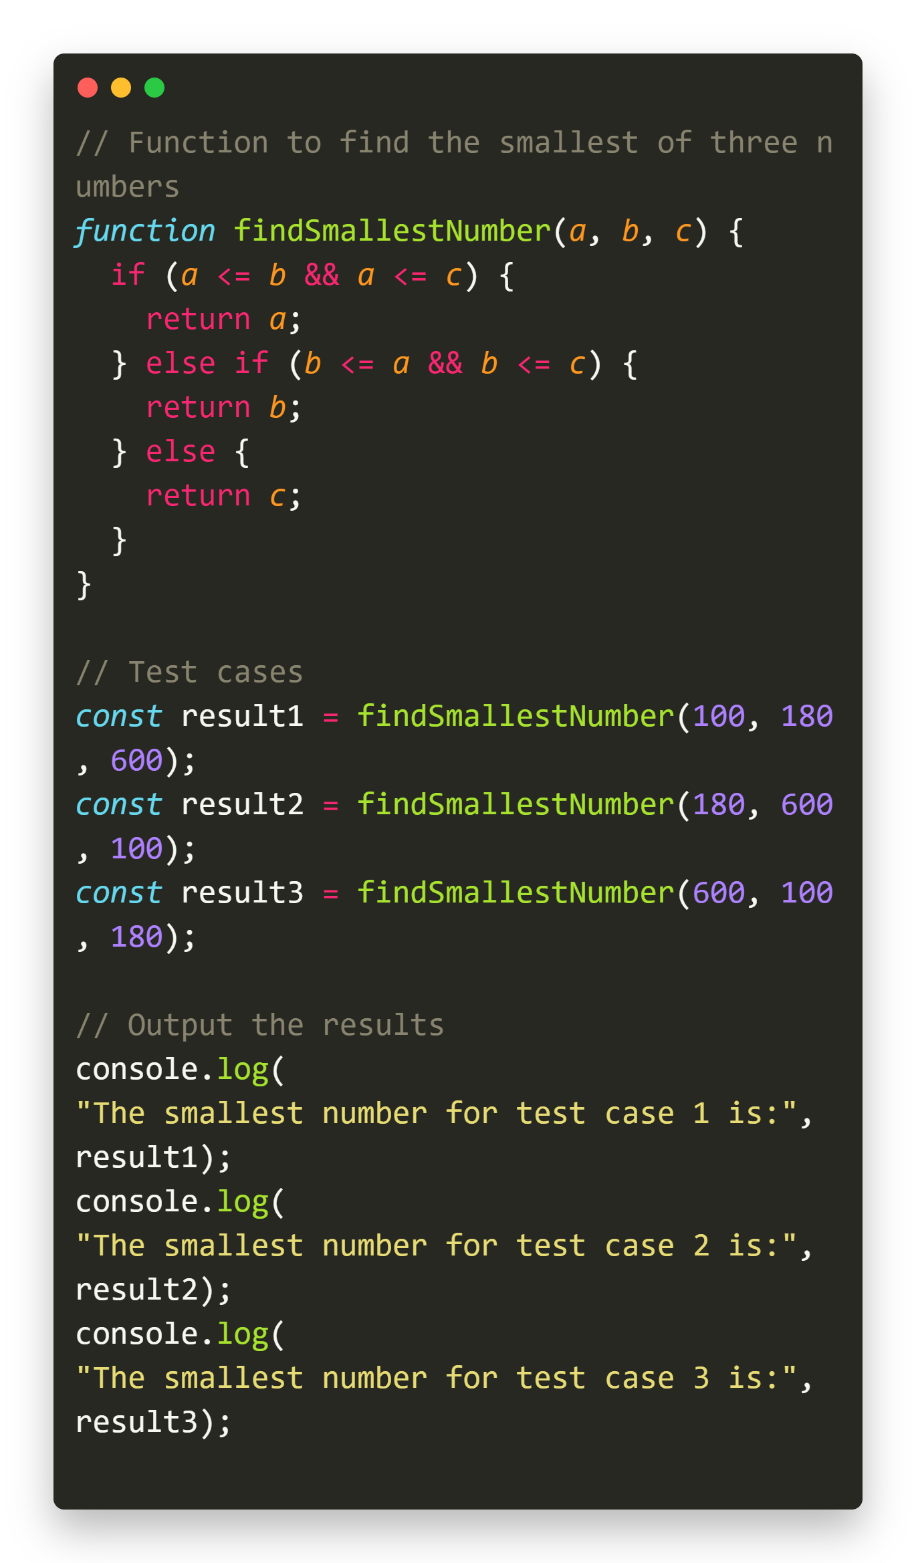 // Function to find the smallest of three n
umbers
function findSmallestNumber(a, b, c) {
  if (a <= b && a <= c) {
    return a;
  } else if (b <= a && b <= c) {
    return b;
  } else {
    return c;
  }
}

// Test cases
const result1 = findSmallestNumber(100, 180
, 600);
const result2 = findSmallestNumber(180, 600
, 100);
const result3 = findSmallestNumber(600, 100
, 180);

// Output the results
console.log(
"The smallest number for test case 1 is:",
result1);
console.log(
"The smallest number for test case 2 is:",
result2);
console.log(
"The smallest number for test case 3 is:",
result3);